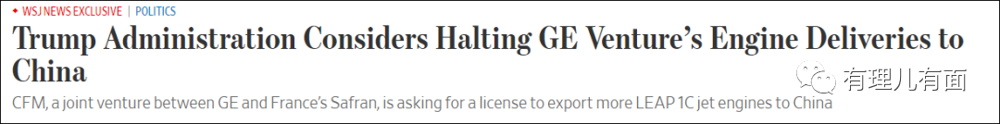 ◆ WSJ NEWS EXCLUSIVE | POLITICS
Trump Administration Considers Halting GE Venture’s Engine Deliveries to
China
CFM, a joint venture between GE and France’s Safran, is asking for a license to export more LEAP 1C jet engines to China
有理儿有面